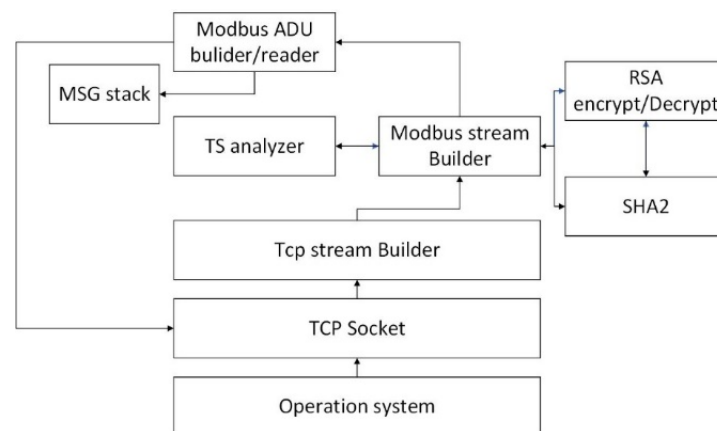 Modbus ADU
bulider/reader
MSG stack
RSA
encrypt/Decrypt
TS analyzer
Modbus stream
Builder
SHA2
Tcp stream Builder
TCP Socket
Operation system